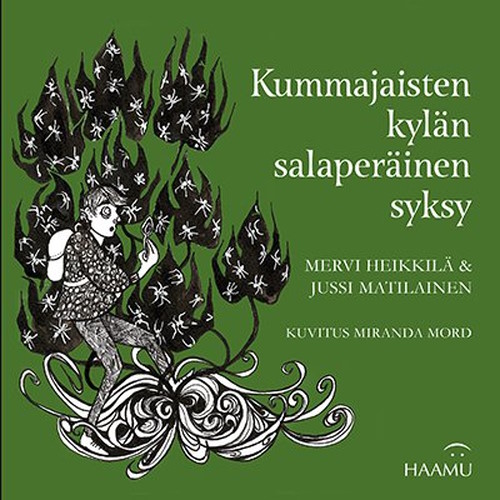 Kummajaisten
kylän
salaperäinen
syksy
MERVI HEIKKILÄ &
JUSSI MATILAINEN
KUVITUS MIRANDA MORD
HAAMU